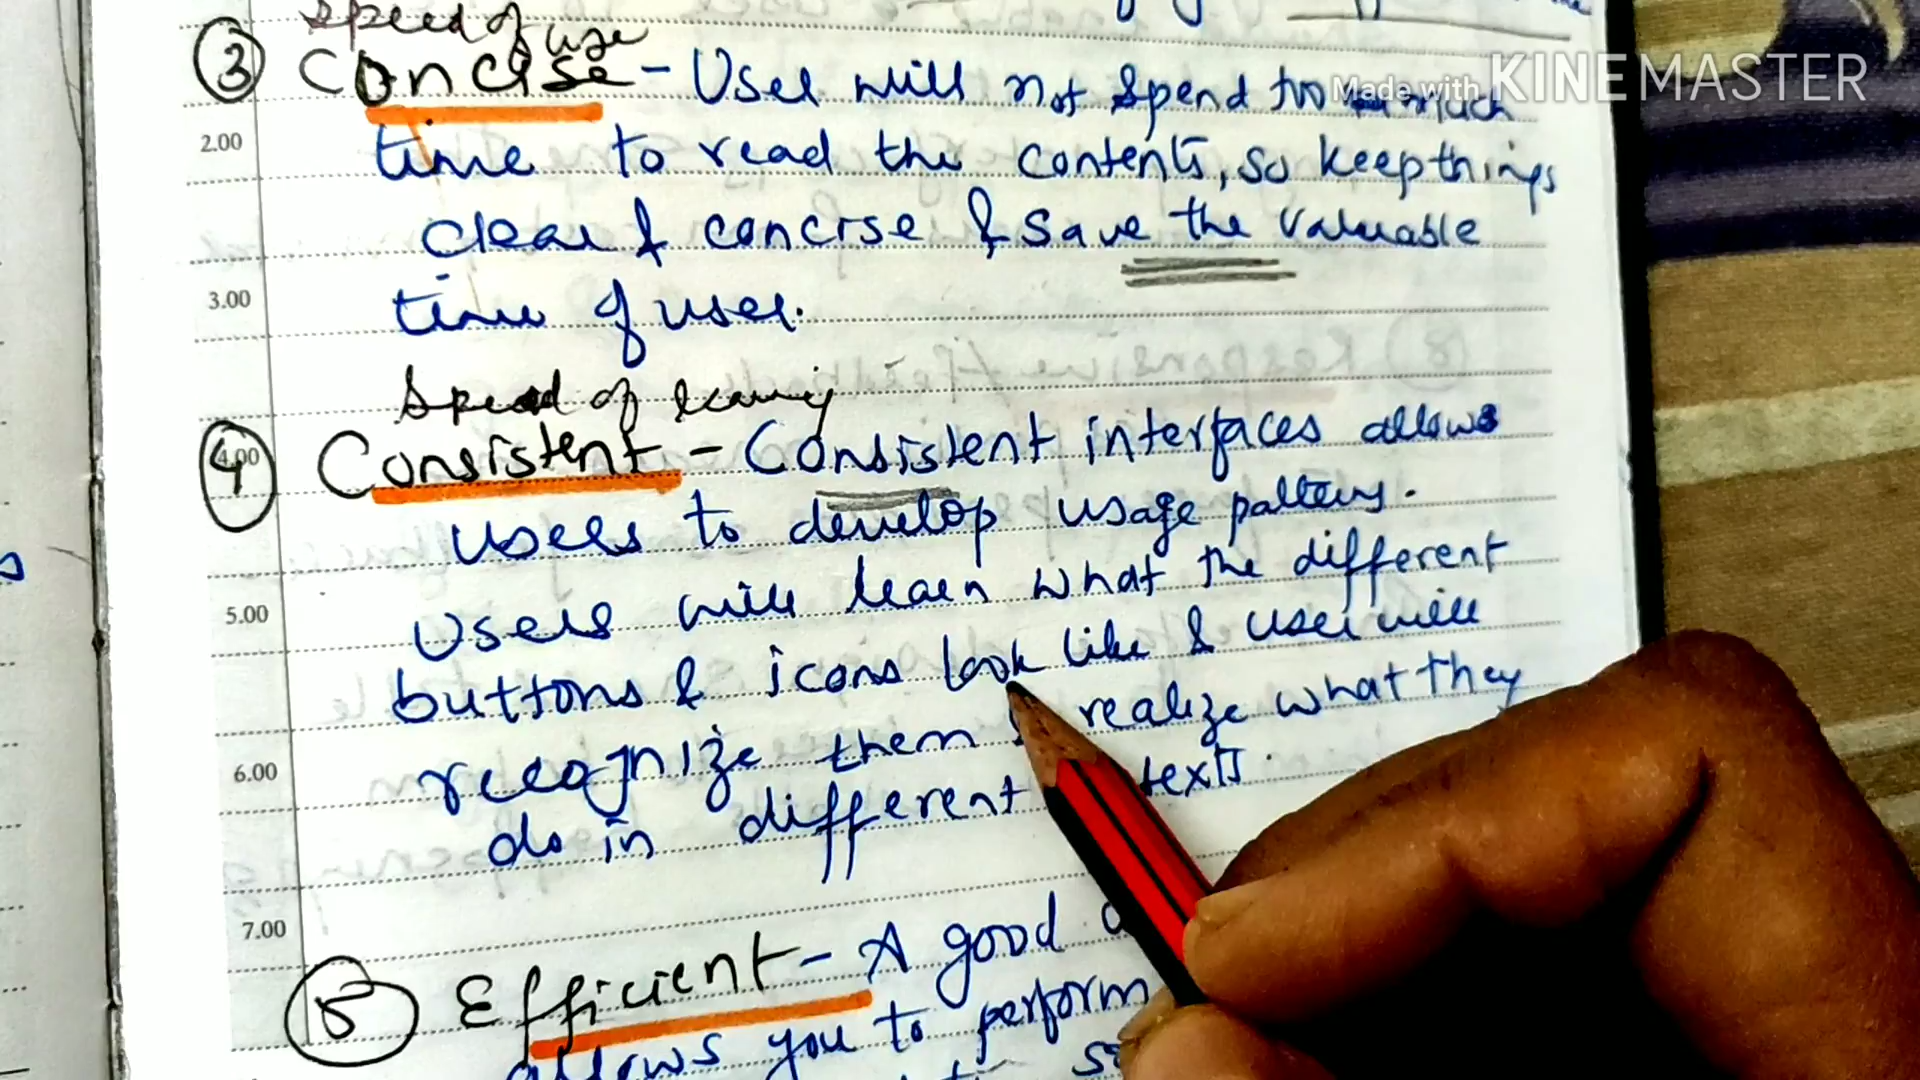 Speed of use
③ Concise - User will not spend too much
2.00
time to read the contents, so keep things
clear & concise & save the valuable
3.00
time of user.
Speed of learning
④ Consistent - Consistent interfaces allows
4.00
users to develop usage patterns.
Users will learn what the different
5.00
buttons & icons look like & user will
recognize them realize what they
6.00
do in different texts.
7.00
⑤ Efficient - A good
allows you to perform
Made with KINEMASTER